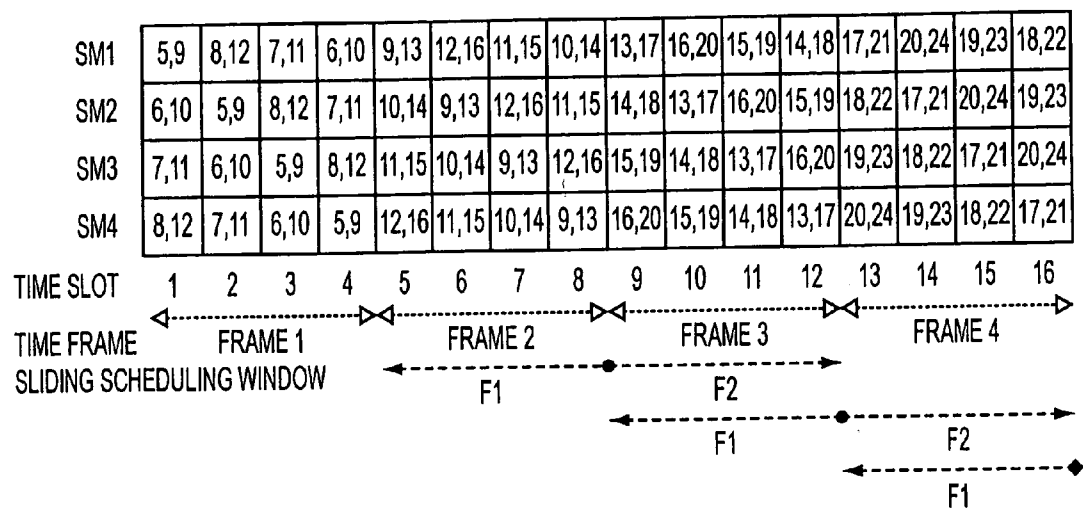 SM1 5,9 8,12 7,11 6,10 9,13 12,16 11,15 10,14 13,17 16,20 15,19 14,18 17,21 20,24 19,23 18,22
SM2 6,10 5,9 8,12 7,11 10,14 9,13 12,16 11,15 14,18 13,17 16,20 15,19 18,22 17,21 20,24 19,23
SM3 7,11 6,10 5,9 8,12 11,15 10,14 9,13 12,16 15,19 14,18 13,17 16,20 19,23 18,22 17,21 20,24
SM4 8,12 7,11 6,10 5,9 12,16 11,15 10,14 9,13 16,20 15,19 14,18 13,17 20,24 19,23 18,22 17,21
TIME SLOT 1 2 3 4 5 6 7 8 9 10 11 12 13 14 15 16
TIME FRAME FRAME 1 FRAME 2 FRAME 3 FRAME 4
SLIDING SCHEDULING WINDOW
F1 F2
F1 F2
F1